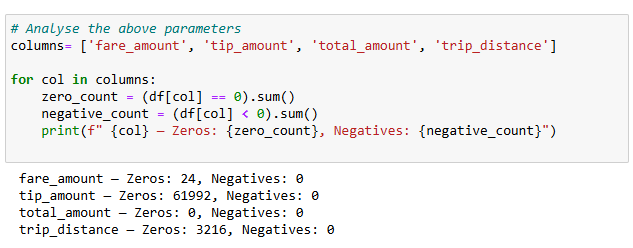 # Analyse the above parameters
columns= ['fare_amount', 'tip_amount', 'total_amount', 'trip_distance']
for col in columns:
    zero_count = (df[col] == 0).sum()
    negative_count = (df[col] < 0).sum()
    print(f" {col} – Zeros: {zero_count}, Negatives: {negative_count}")
fare_amount – Zeros: 24, Negatives: 0
tip_amount – Zeros: 61992, Negatives: 0
total_amount – Zeros: 0, Negatives: 0
trip_distance – Zeros: 3216, Negatives: 0